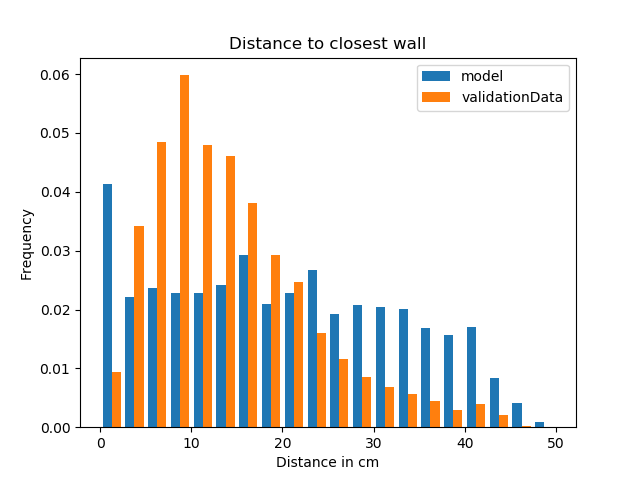 Distance to closest wall
model
validationData
Frequency
0.06
0.05
0.04
0.03
0.02
0.01
0.00
0 10 20 30 40 50
Distance in cm